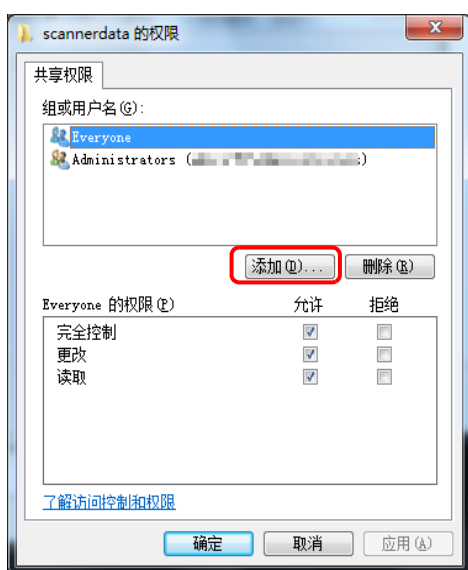 scannerdata 的权限
共享权限
组或用户名(G):
Everyone
Administrators (
添加(D)... 删除(R)
Everyone 的权限(P) 允许 拒绝
完全控制
更改
读取
了解访问控制和权限
确定 取消 应用(A)